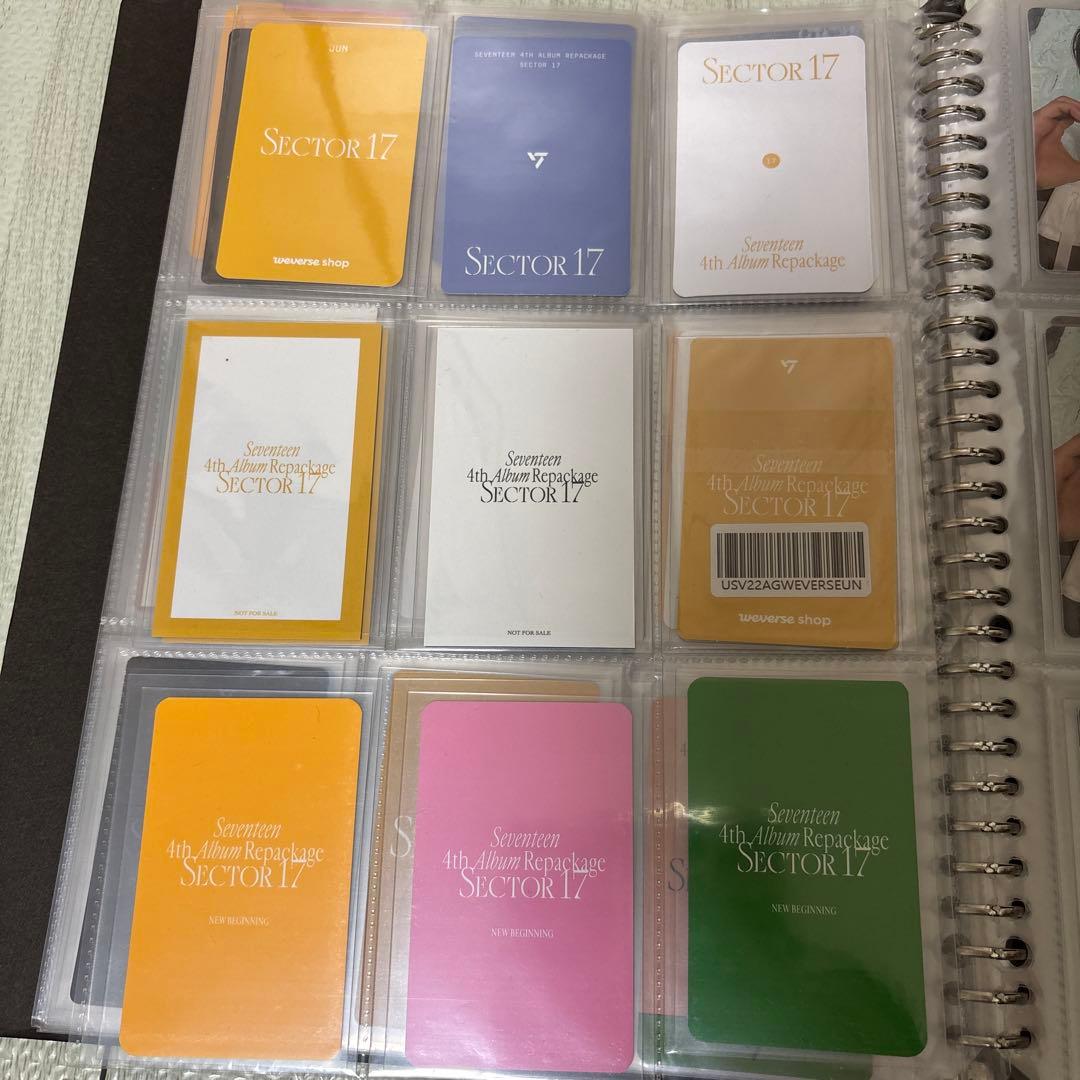 JUN
SECTOR 17
weverse shop
SEVENTEEN 4TH ALBUM REPACKAGE
SECTOR 17
SECTOR 17
SECTOR 17
17
Seventeen
4th Album Repackage
Seventeen
4th Album Repackage
SECTOR 17
NOT FOR SALE
Seventeen
4th Album Repackage
SECTOR 17
NOT FOR SALE
Seventeen
4th Album Repackage
SECTOR 17
USV22AGWEVERSEUN
weverse shop
Seventeen
4th Album Repackage
SECTOR 17
NEW BEGINNING
Seventeen
4th Album Repackage
SECTOR 17
NEW BEGINNING
Seventeen
4th Album Repackage
SECTOR 17
NEW BEGINNING